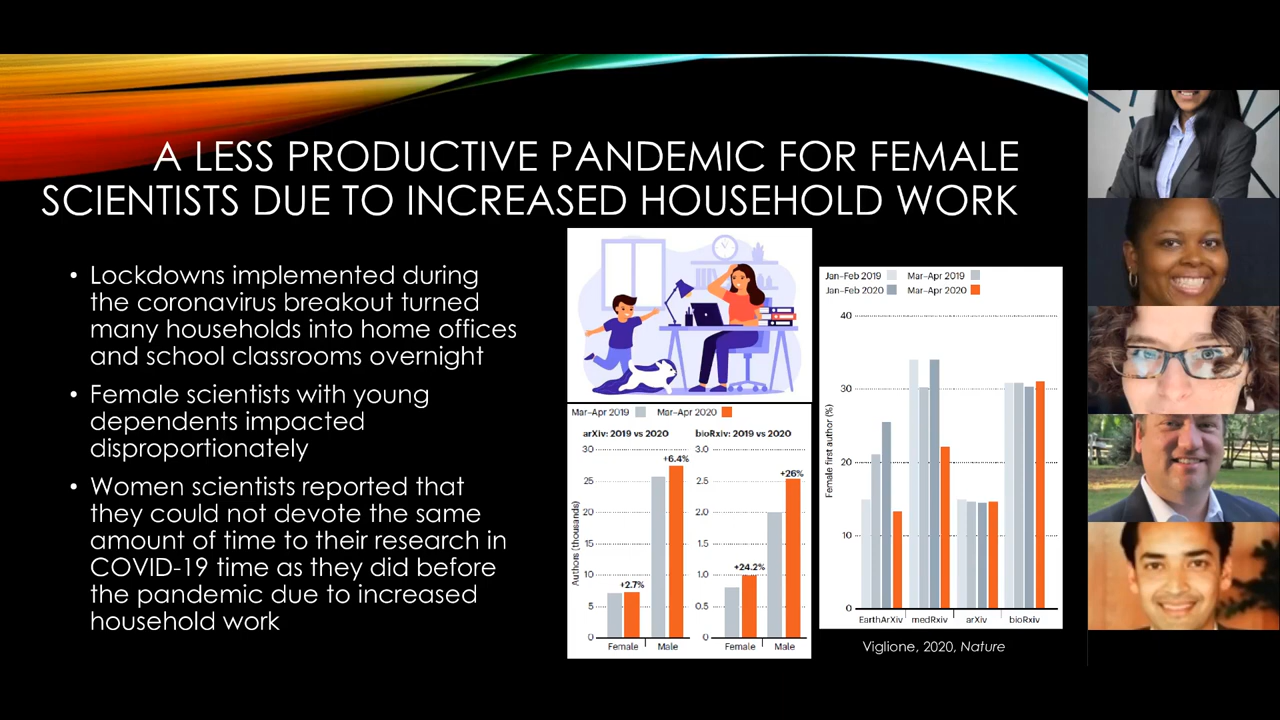 A LESS PRODUCTIVE PANDEMIC FOR FEMALE
SCIENTISTS DUE TO INCREASED HOUSEHOLD WORK
• Lockdowns implemented during
the coronavirus breakout turned
many households into home offices
and school classrooms overnight
• Female scientists with young
dependents impacted
disproportionately
• Women scientists reported that
they could not devote the same
amount of time to their research in
COVID-19 time as they did before
the pandemic due to increased
household work
Mar–Apr 2019 Mar–Apr 2020
arXiv: 2019 vs 2020
Authors (thousands)
30
25
20
15
10
5
0
+2.7%
+6.4%
Female Male
bioRxiv: 2019 vs 2020
3.0
2.5
2.0
1.5
1.0
0.5
0
+24.2%
+26%
Female Male
Jan–Feb 2019 Mar–Apr 2019
Jan–Feb 2020 Mar–Apr 2020
Female first author (%)
40
30
20
10
0
EarthArXiv medRxiv arXiv bioRxiv
Viglione, 2020, Nature